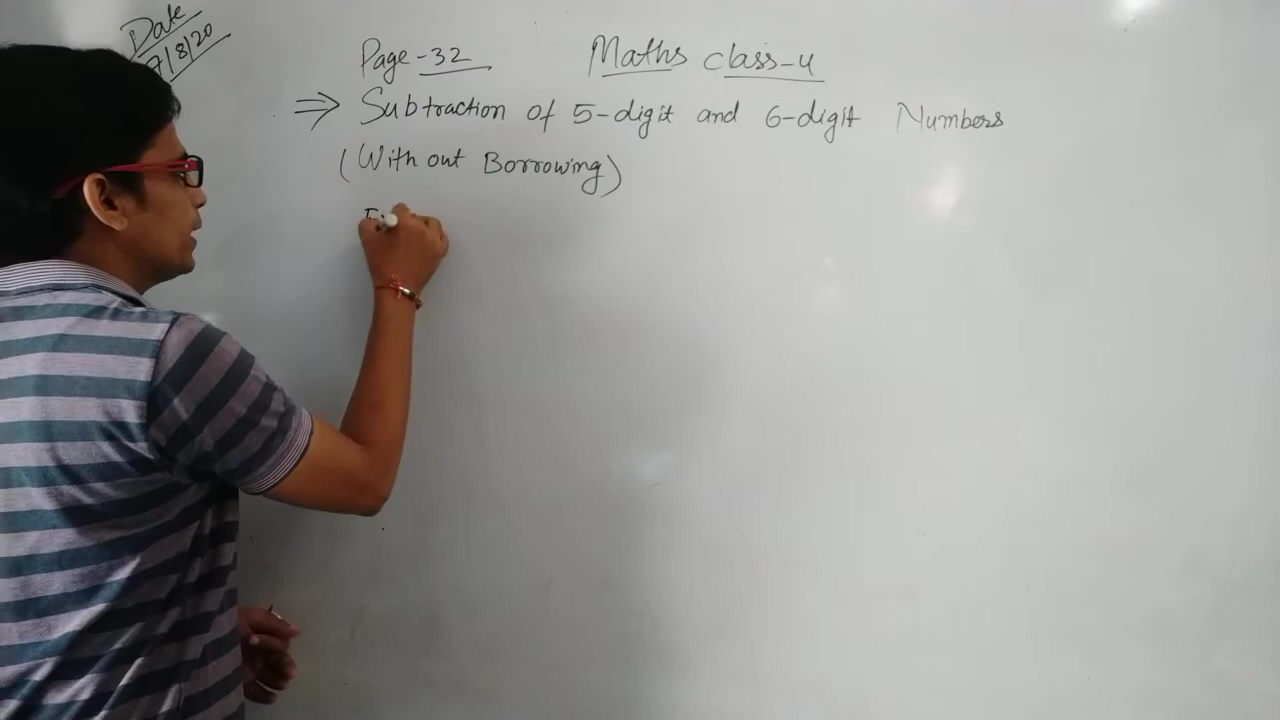 Date
7/8/20
Page-32 Maths class-4
⇒ Subtraction of 5-digit and 6-digit Numbers
(With out Borrowing)